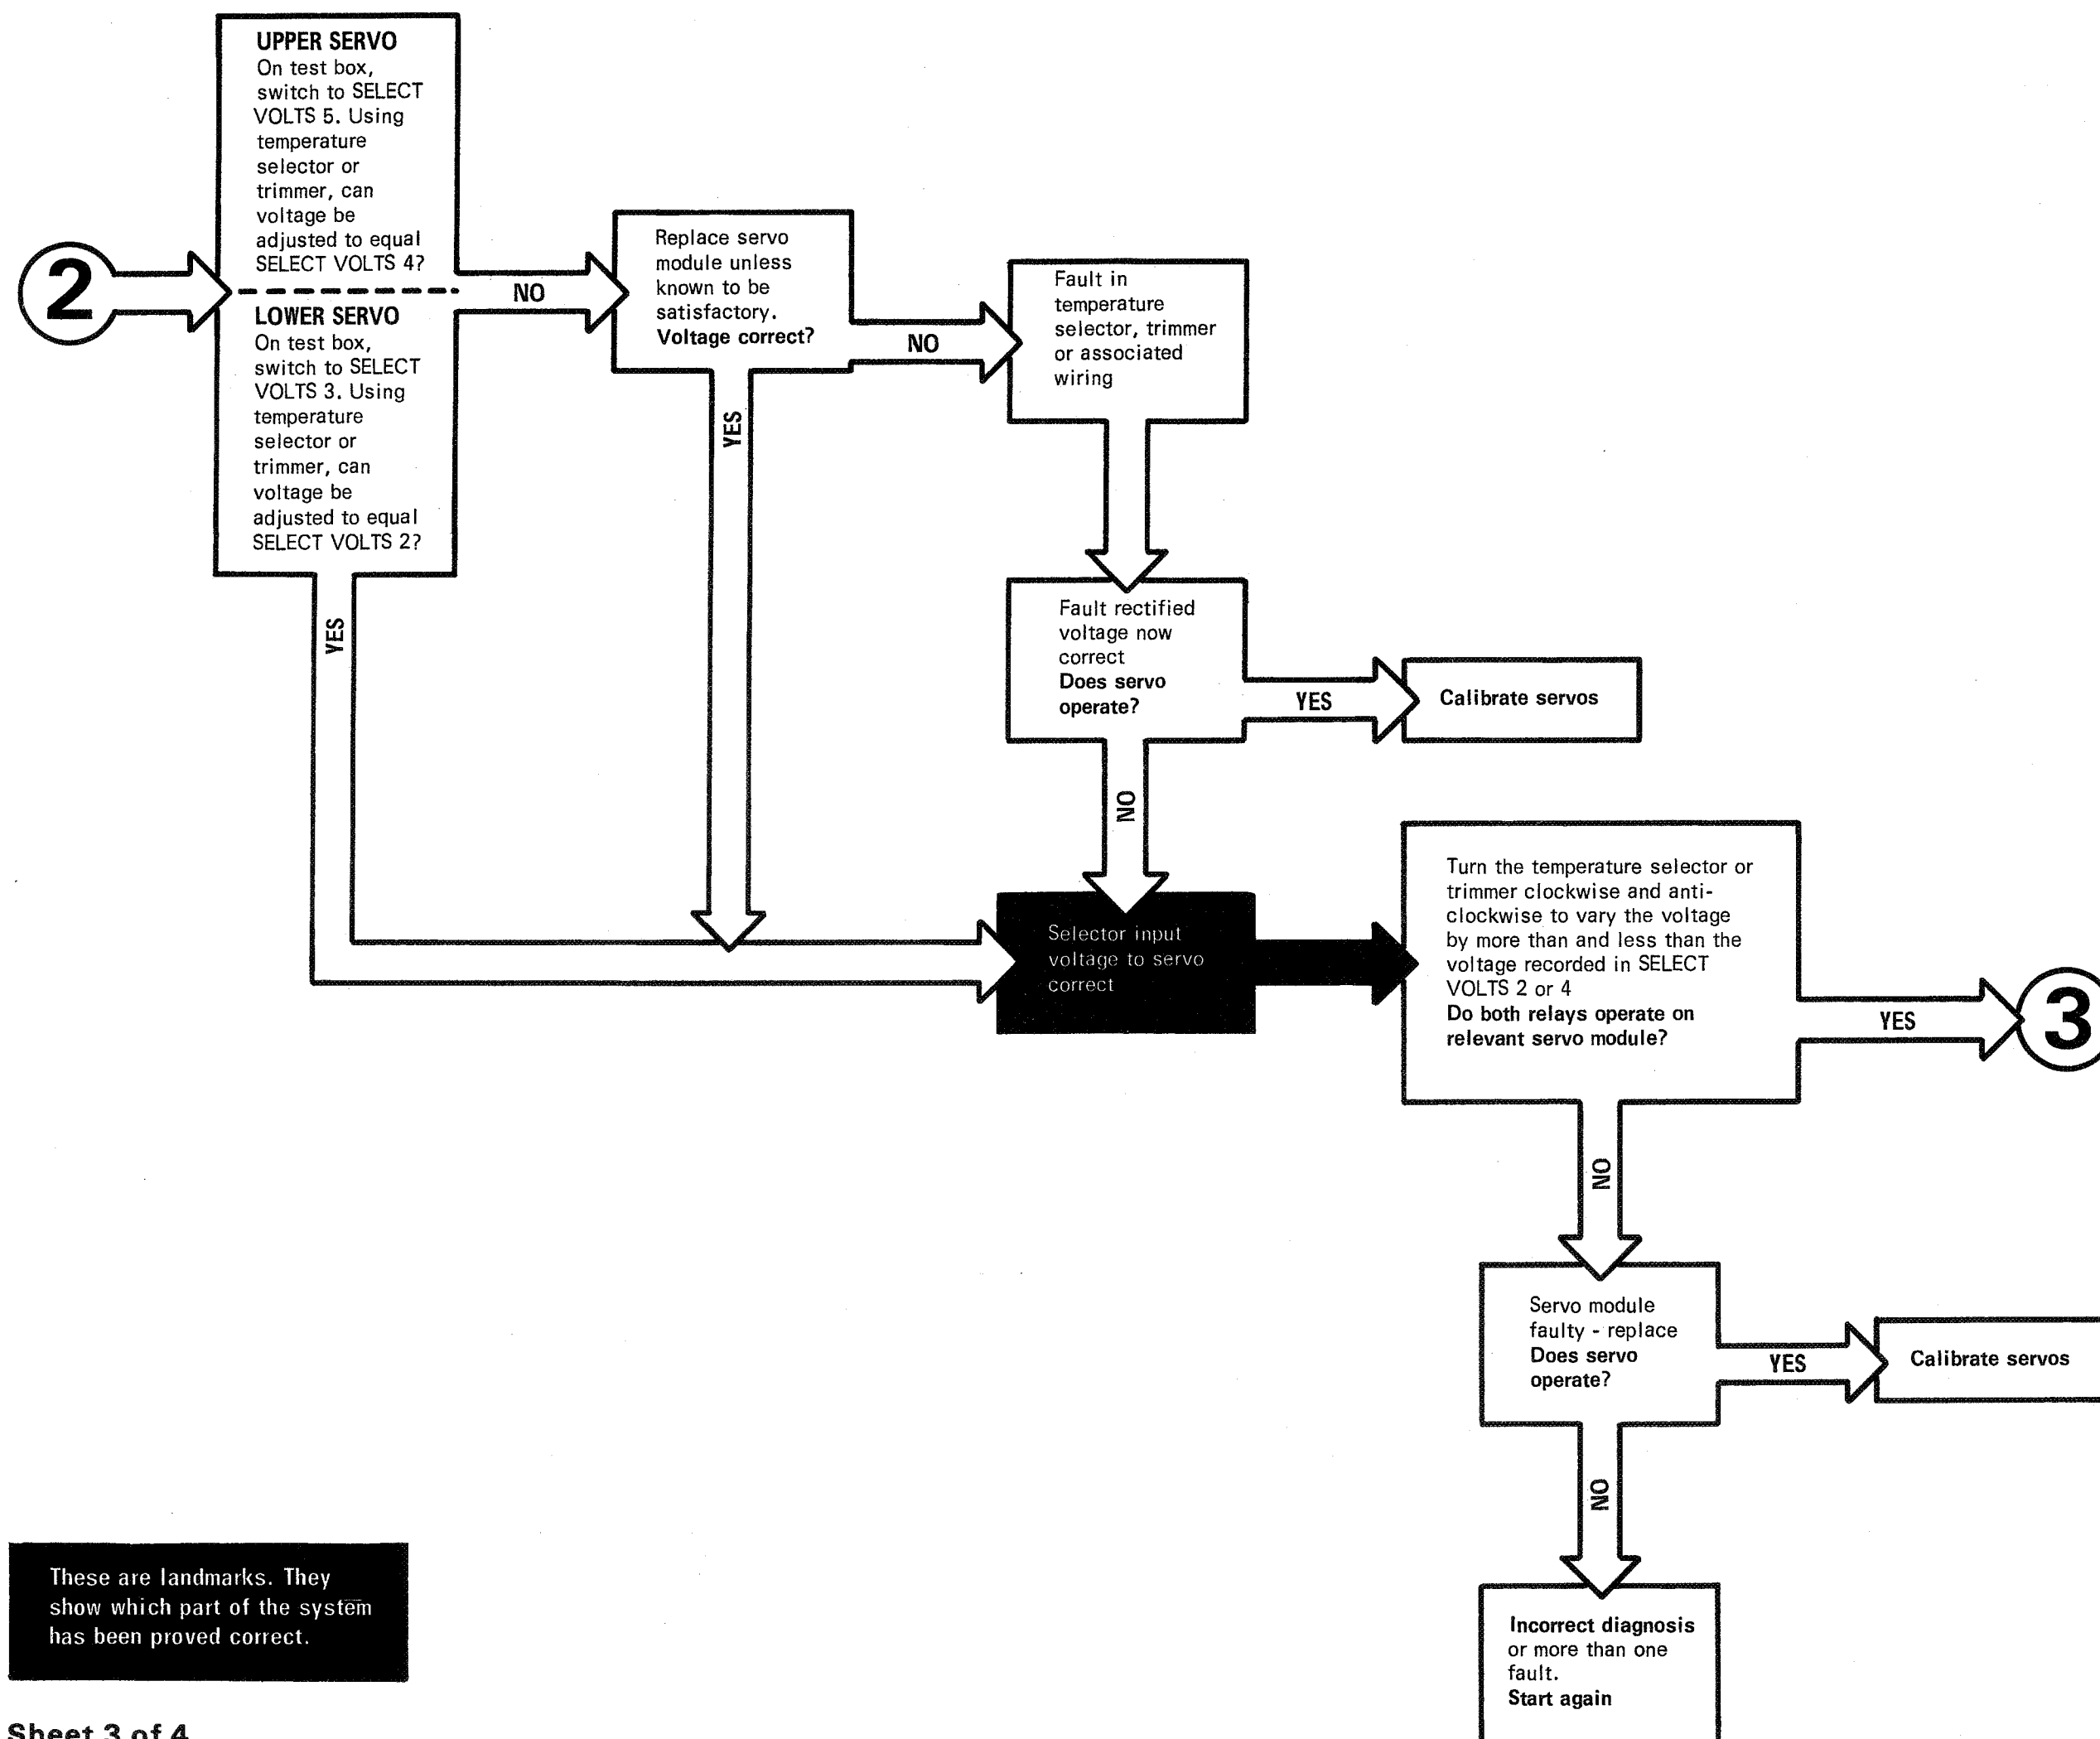 UPPER SERVO
On test box,
switch to SELECT
VOLTS 5. Using
temperature
selector or
trimmer, can
voltage be
adjusted to equal
SELECT VOLTS 4?
2
LOWER SERVO
On test box,
switch to SELECT
VOLTS 3. Using
temperature
selector or
trimmer, can
voltage be
adjusted to equal
SELECT VOLTS 2?
NO
YES
Replace servo
module unless
known to be
satisfactory.
Voltage correct?
NO
YES
Fault in
temperature
selector, trimmer
or associated
wiring
Fault rectified
voltage now
correct
Does servo
operate?
YES
Calibrate servos
NO
Selector input
voltage to servo
correct
Turn the temperature selector or
trimmer clockwise and anti-
clockwise to vary the voltage
by more than and less than the
voltage recorded in SELECT
VOLTS 2 or 4
Do both relays operate on
relevant servo module?
YES
3
NO
Servo module
faulty - replace
Does servo
operate?
YES
Calibrate servos
NO
Incorrect diagnosis
or more than one
fault.
Start again
These are landmarks. They
show which part of the system
has been proved correct.
Sheet 3 of 4